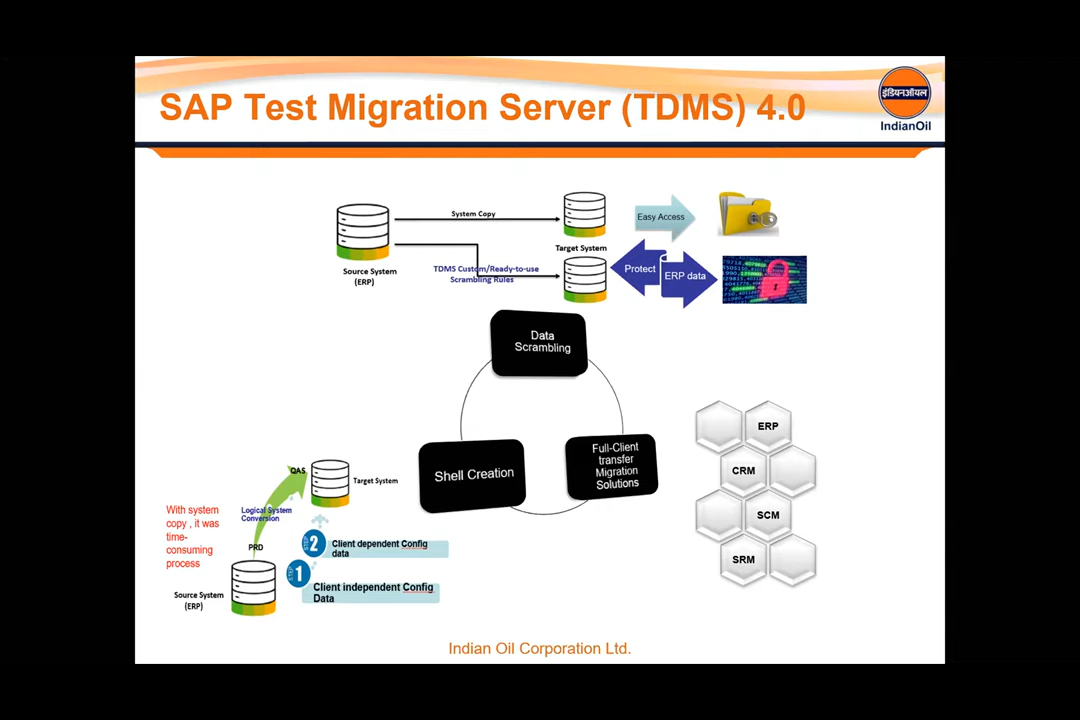 SAP Test Migration Server (TDMS) 4.0
इंडियनऑयल
IndianOil
System Copy
Easy Access
Target System
Source System
(ERP)
TDMS Custom/Ready-to-use
Scrambling Rules
Protect
ERP data
Data
Scrambling
Shell Creation
Full-Client
transfer
Migration
Solutions
ERP
CRM
SCM
SRM
QAS
Target System
Logical System
Conversion
With system
copy , it was
time-
consuming
process
PRD
STEP
2
Client dependent Config
data
STEP
1
Client independent Config
Data
Source System
(ERP)
Indian Oil Corporation Ltd.